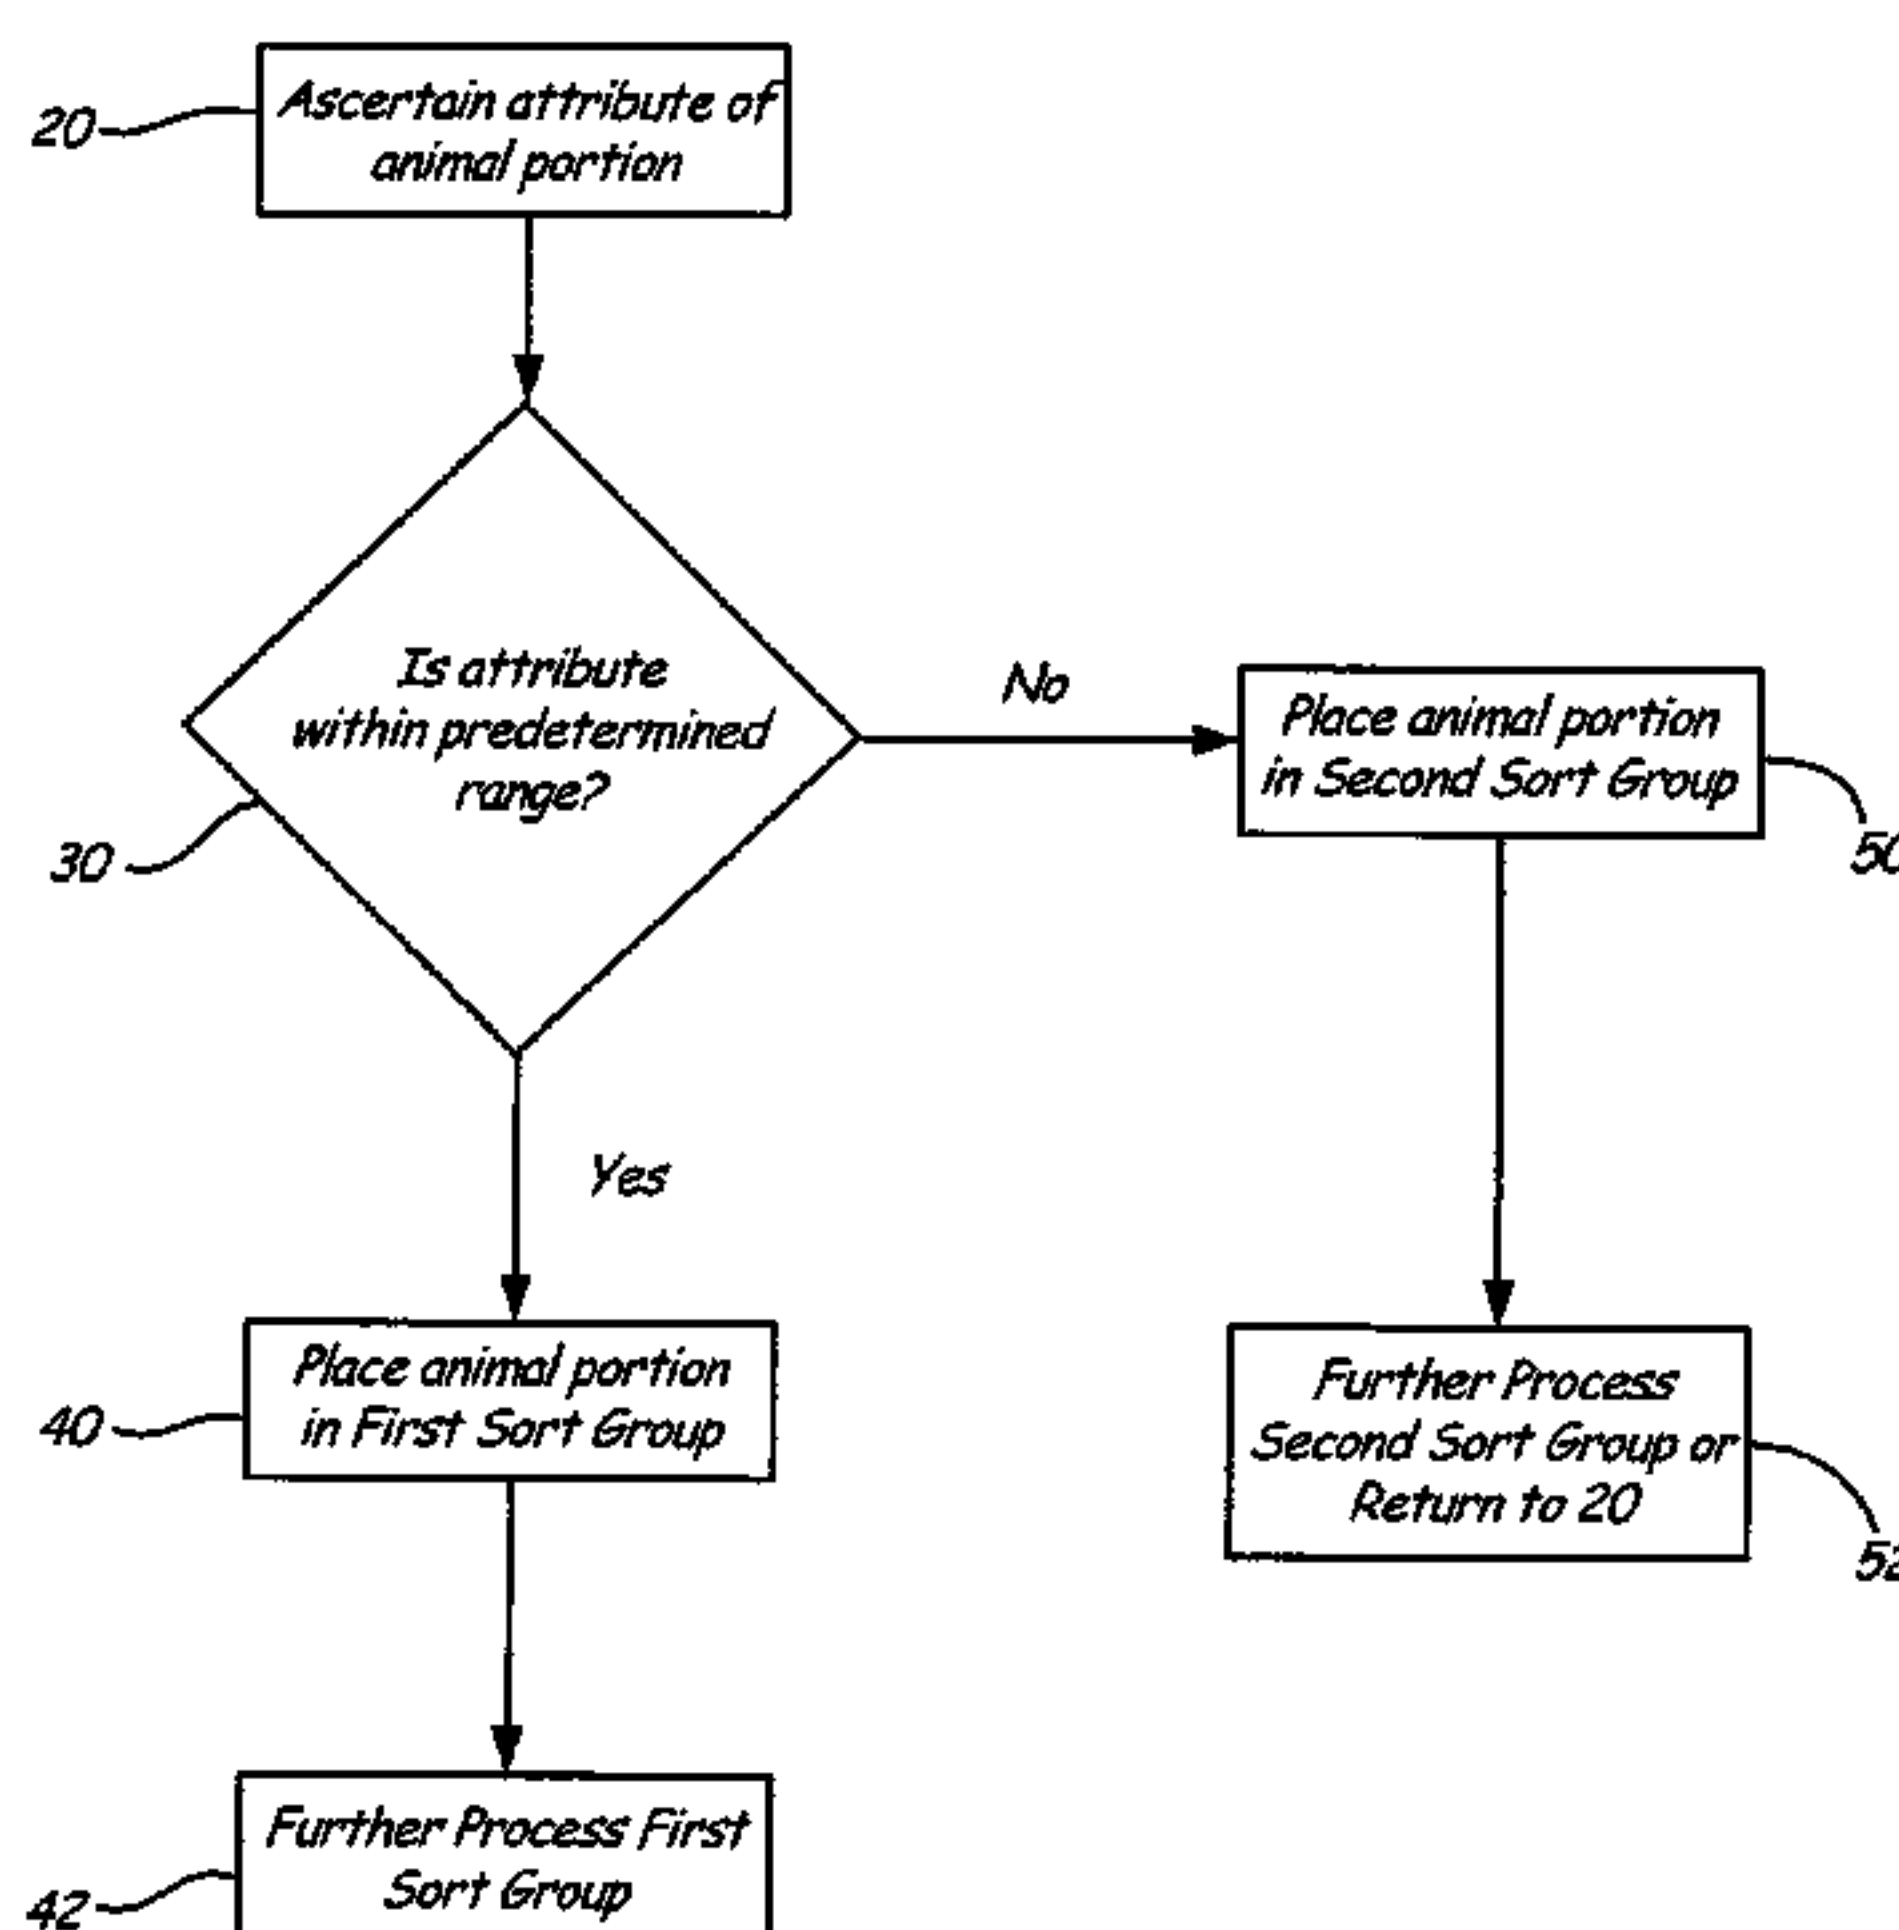 20
Ascertain attribute of
animal portion
Is attribute
within predetermined
range?
30
No
Place animal portion
in Second Sort Group
50
Yes
40
Place animal portion
in First Sort Group
Further Process
Second Sort Group or
Return to 20
52
42
Further Process First
Sort Group